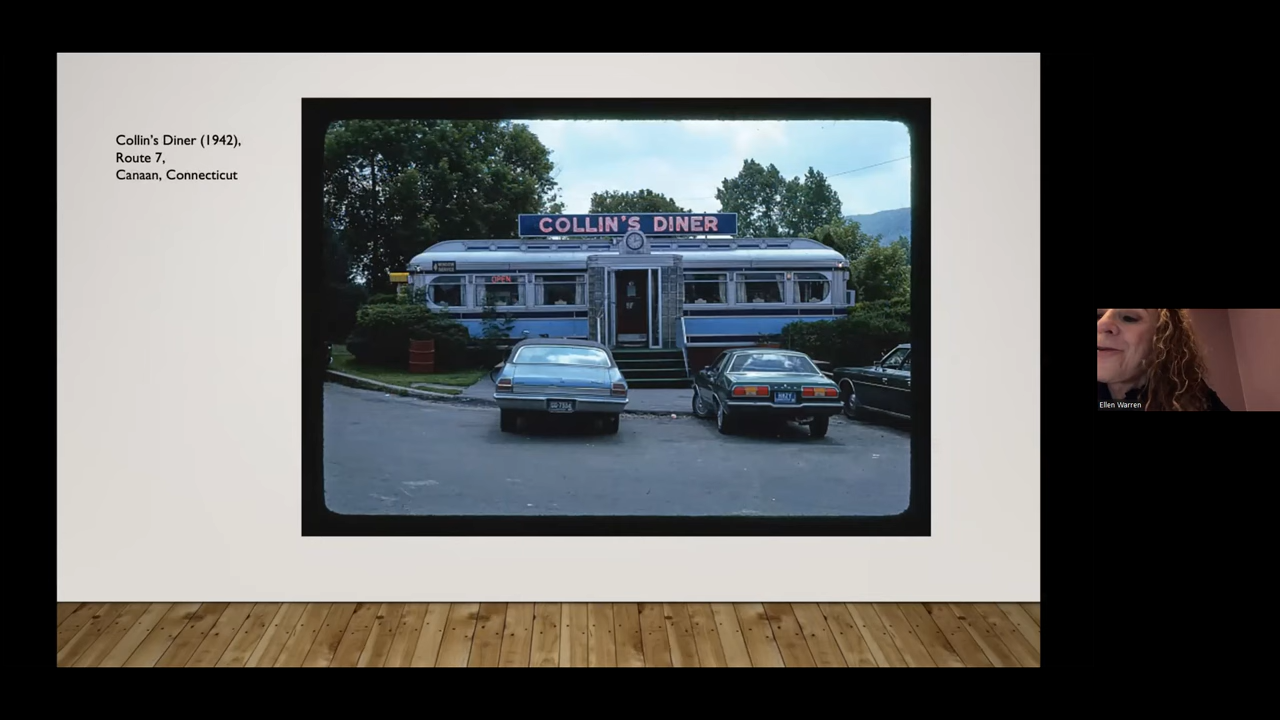 Collin's Diner (1942),
Route 7,
Canaan, Connecticut
COLLIN'S DINER
OPEN
Ellen Warren